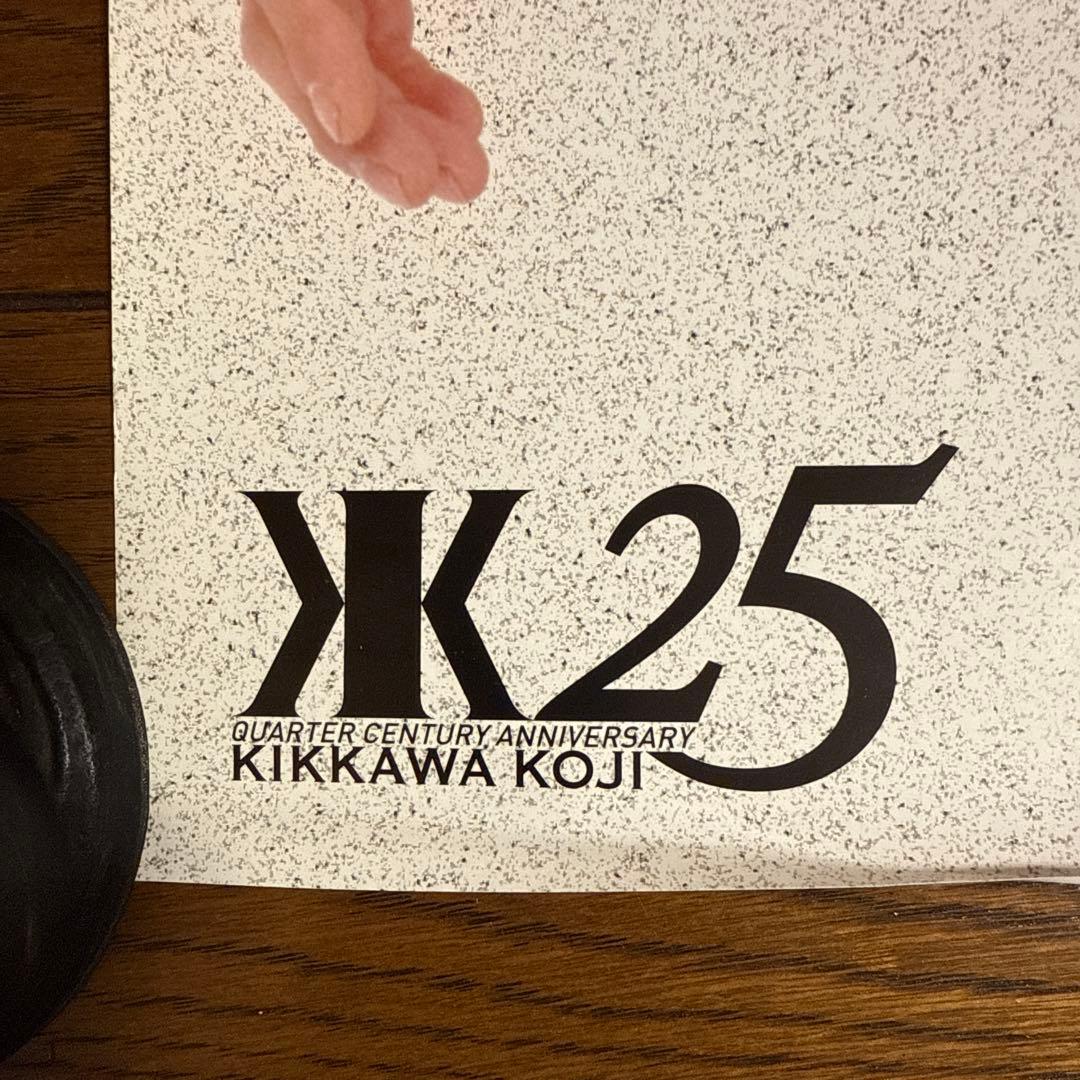 KK25
QUARTER CENTURY ANNIVERSARY
KIKKAWA KOJI